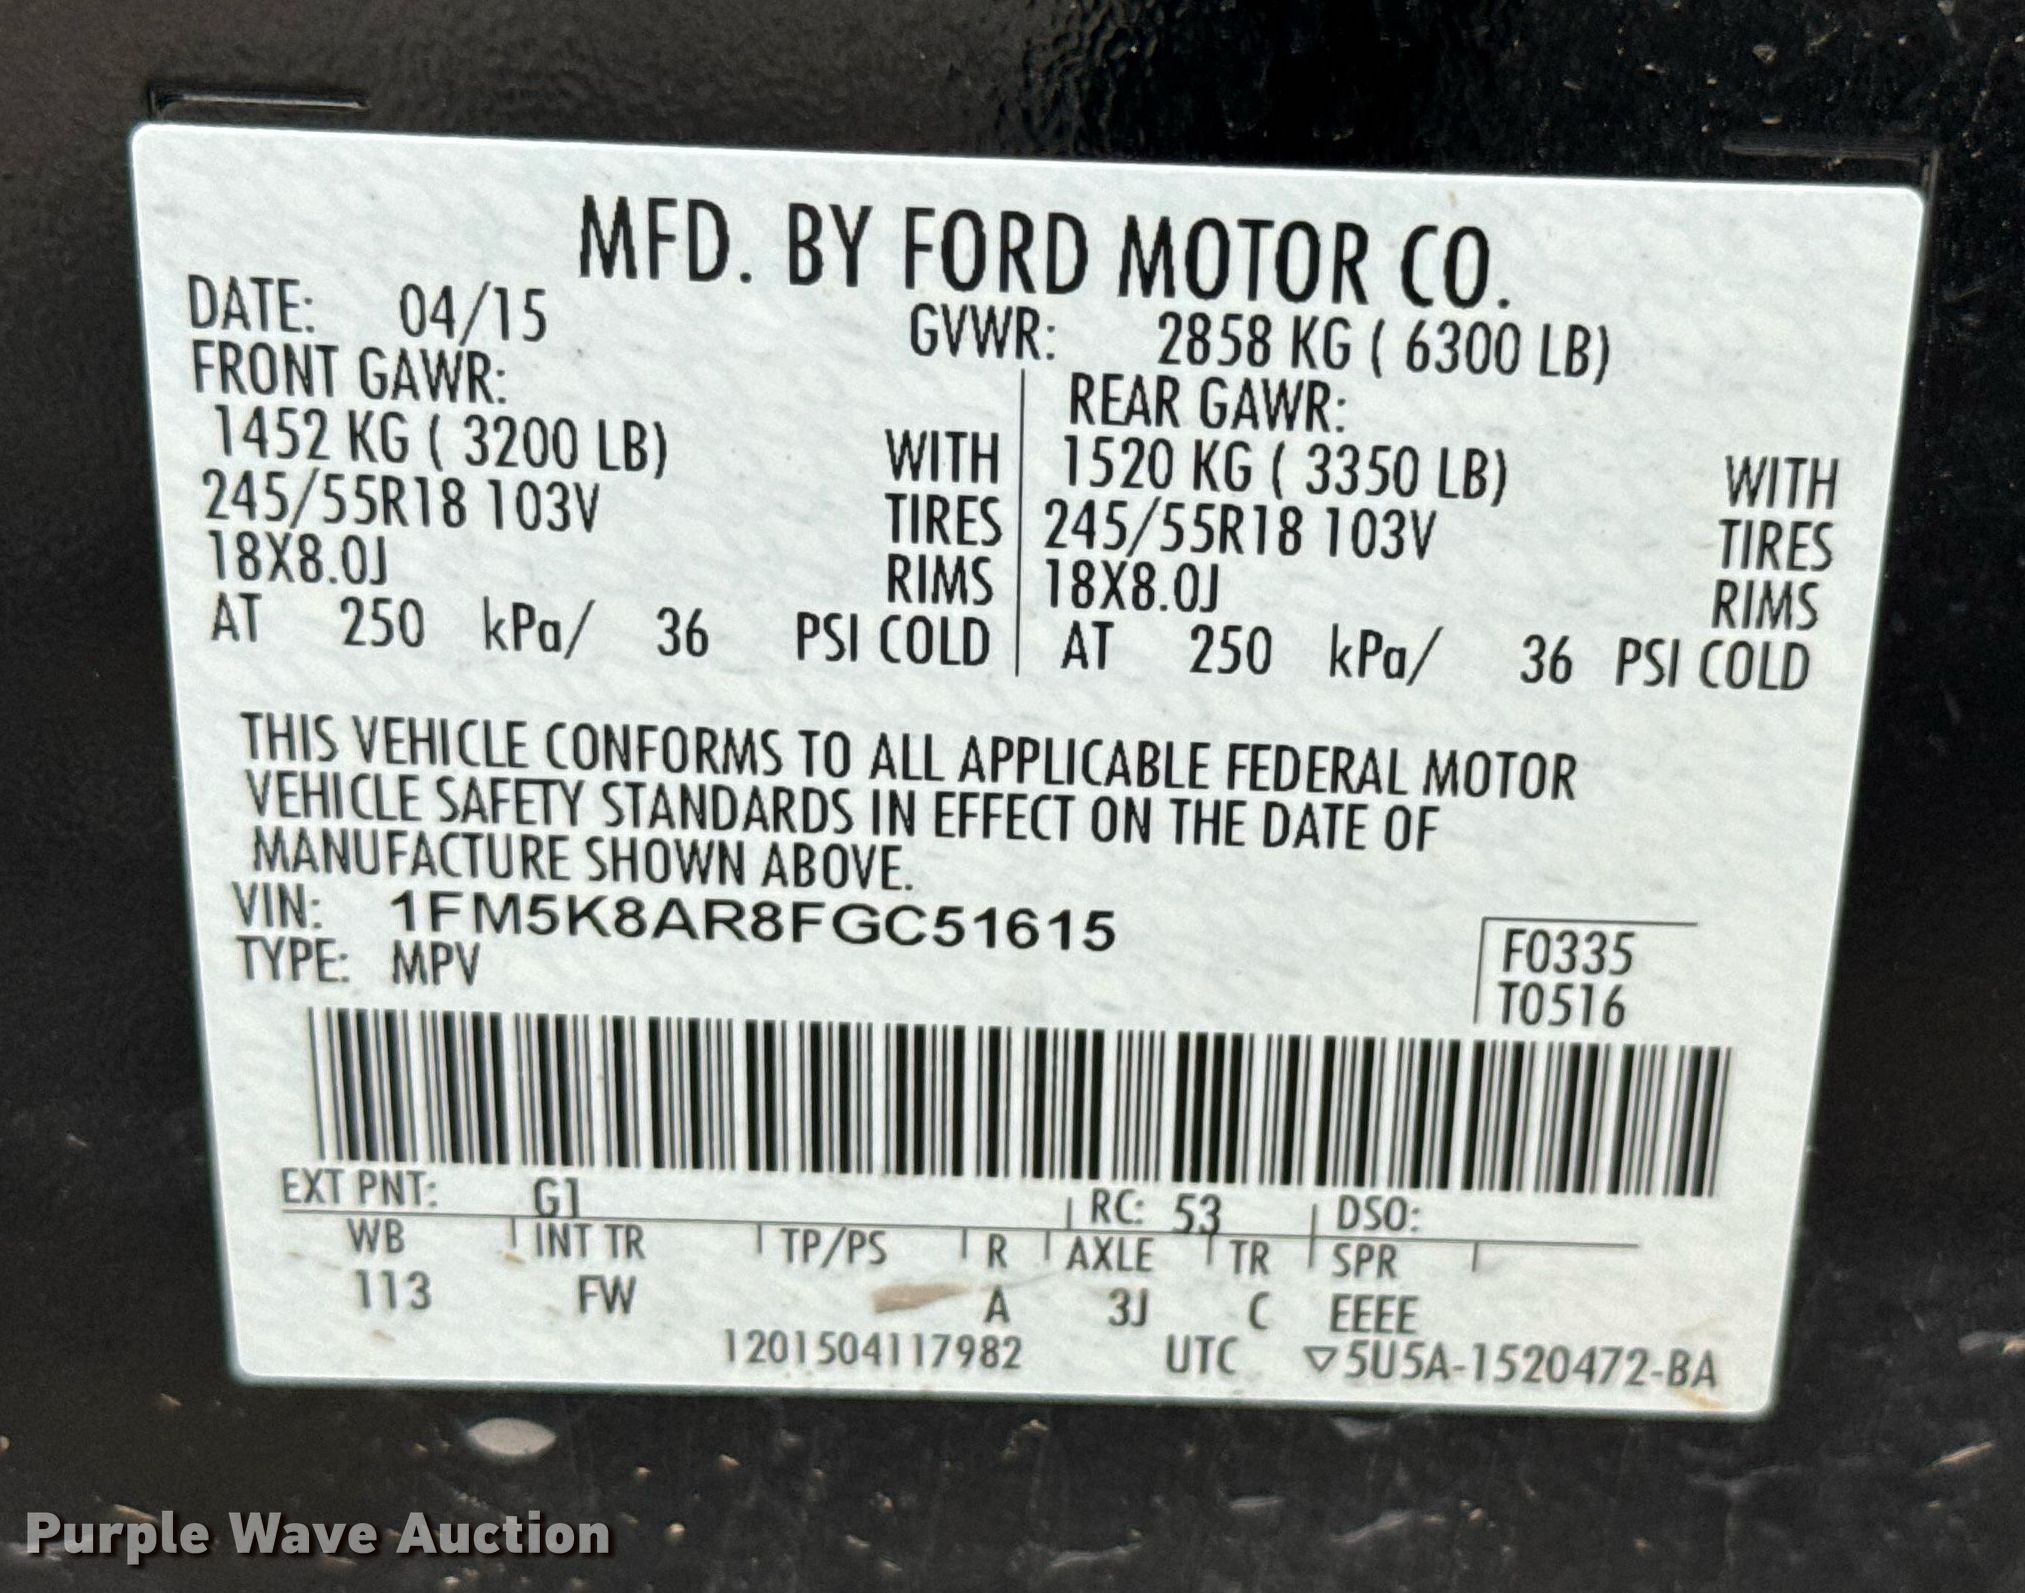 MFD. BY FORD MOTOR CO.
DATE: 04/15 GVWR: 2858 KG ( 6300 LB)
FRONT GAWR: REAR GAWR:
1452 KG ( 3200 LB) WITH 1520 KG ( 3350 LB) WITH
245/55R18 103V TIRES 245/55R18 103V TIRES
18X8.0J RIMS 18X8.0J RIMS
AT 250 kPa/ 36 PSI COLD AT 250 kPa/ 36 PSI COLD
THIS VEHICLE CONFORMS TO ALL APPLICABLE FEDERAL MOTOR
VEHICLE SAFETY STANDARDS IN EFFECT ON THE DATE OF
MANUFACTURE SHOWN ABOVE.
VIN: 1FM5K8AR8FGC51615
F0335
TYPE: MPV
T0516
EXT PNT: G1 RC: 53 DSO:
WB INT TR TP/PS R AXLE TR SPR
113 FW A 3J C EEEE
1201504117982 UTC ▽5U5A-1520472-BA
Purple Wave Auction